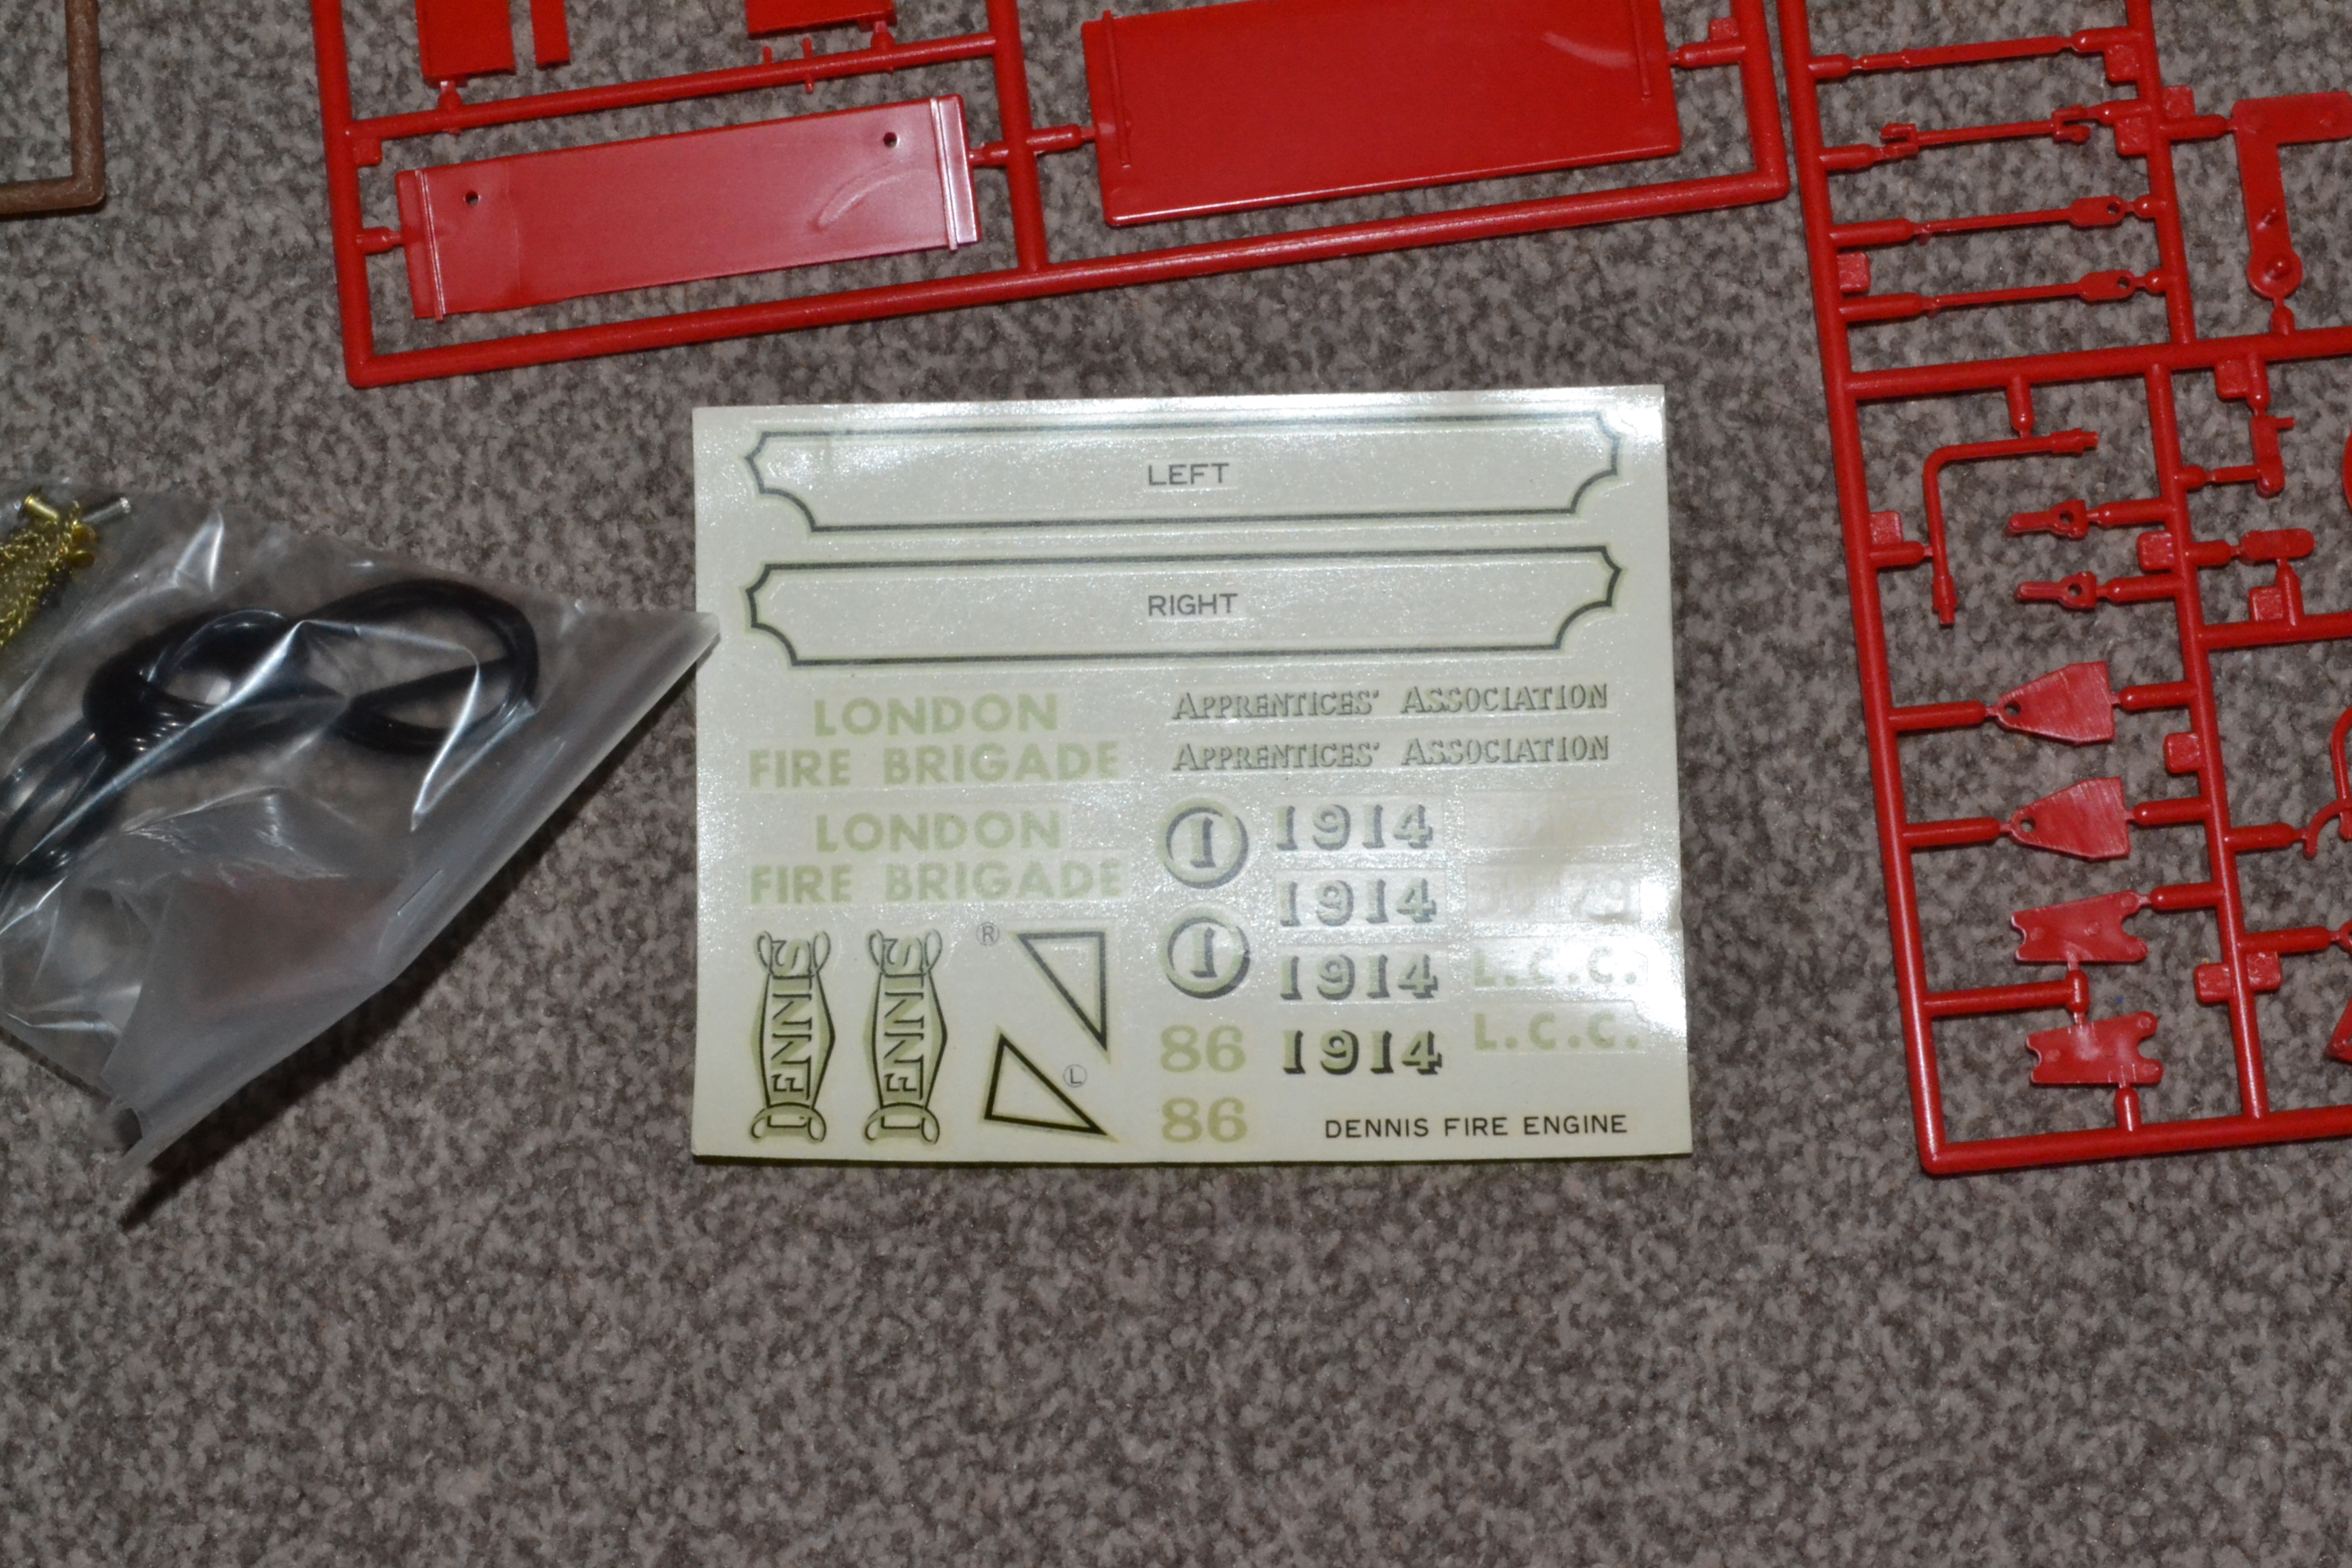 LEFT
RIGHT
LONDON
FIRE BRIGADE
LONDON
FIRE BRIGADE
APPRENTICES' ASSOCIATION
APPRENTICES' ASSOCIATION
1
1914
1914
1
1914
L.C.C.
1914
L.C.C.
DENNIS
DENNIS
R
L
86
86
DENNIS FIRE ENGINE